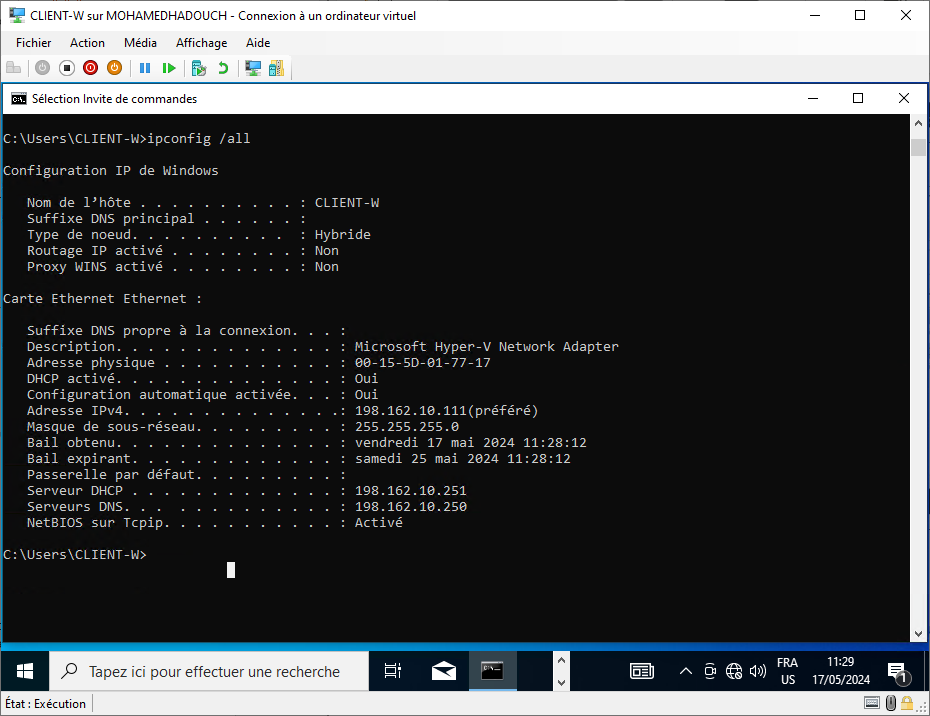 CLIENT-W sur MOHAMEDHADOUCH - Connexion à un ordinateur virtuel
Fichier Action Média Affichage Aide
Sélection Invite de commandes
C:\Users\CLIENT-W>ipconfig /all
Configuration IP de Windows
Nom de l’hôte . . . . . . . . . . : CLIENT-W
Suffixe DNS principal . . . . . . :
Type de noeud. . . . . . . . . .  : Hybride
Routage IP activé . . . . . . . . : Non
Proxy WINS activé . . . . . . . . : Non
Carte Ethernet Ethernet :
Suffixe DNS propre à la connexion. . . :
Description. . . . . . . . . . . . . . : Microsoft Hyper-V Network Adapter
Adresse physique . . . . . . . . . . . : 00-15-5D-01-77-17
DHCP activé. . . . . . . . . . . . . . : Oui
Configuration automatique activée. . . : Oui
Adresse IPv4. . . . . . . . . . . . . .: 198.162.10.111(préféré)
Masque de sous-réseau. . . . . . . . . : 255.255.255.0
Bail obtenu. . . . . . . . . . . . . . : vendredi 17 mai 2024 11:28:12
Bail expirant. . . . . . . . . . . . . : samedi 25 mai 2024 11:28:12
Passerelle par défaut. . . . . . . . . :
Serveur DHCP . . . . . . . . . . . . . : 198.162.10.251
Serveurs DNS. . .  . . . . . . . . . . : 198.162.10.250
NetBIOS sur Tcpip. . . . . . . . . . . : Activé
C:\Users\CLIENT-W>
Tapez ici pour effectuer une recherche
FRA
US
11:29
17/05/2024
1
État : Exécution